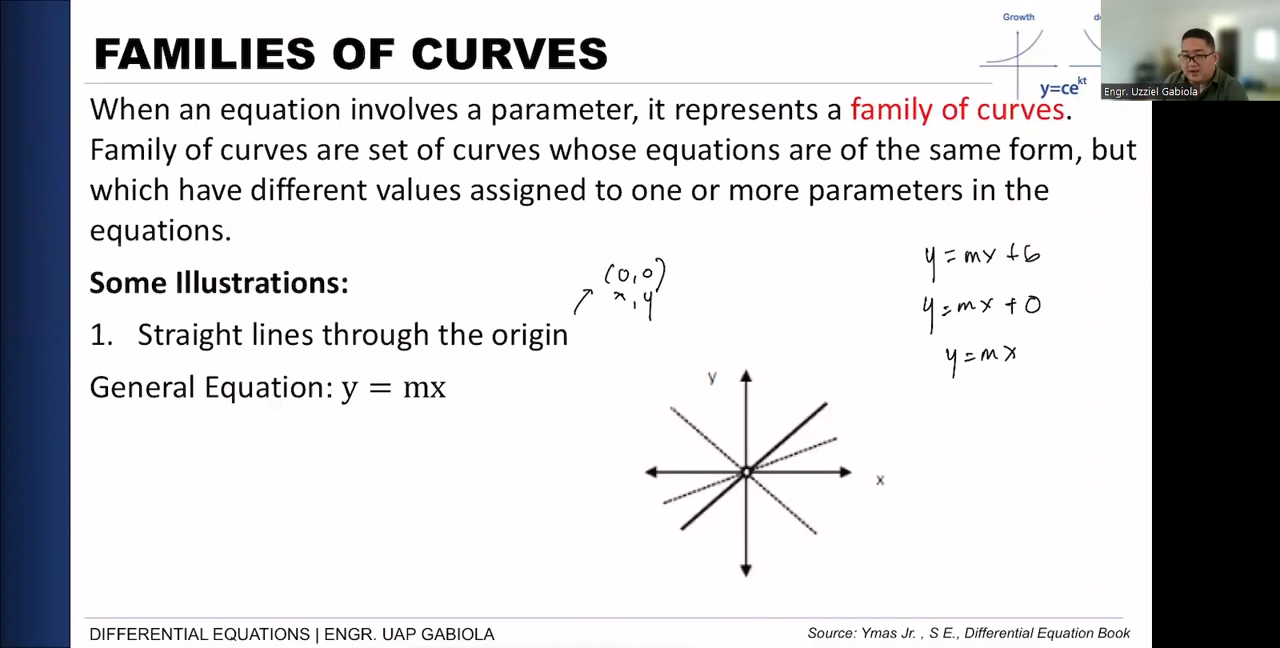 FAMILIES OF CURVES
Growth
y=ce^kt
Engr. Uzziel Gabiola
When an equation involves a parameter, it represents a family of curves.
Family of curves are set of curves whose equations are of the same form, but
which have different values assigned to one or more parameters in the
equations.
Some Illustrations:
(0,0)
x,y
1. Straight lines through the origin
General Equation: y = mx
y=mx+6
y=mx+0
y=mx
y
x
DIFFERENTIAL EQUATIONS | ENGR. UAP GABIOLA
Source: Ymas Jr. , S E., Differential Equation Book